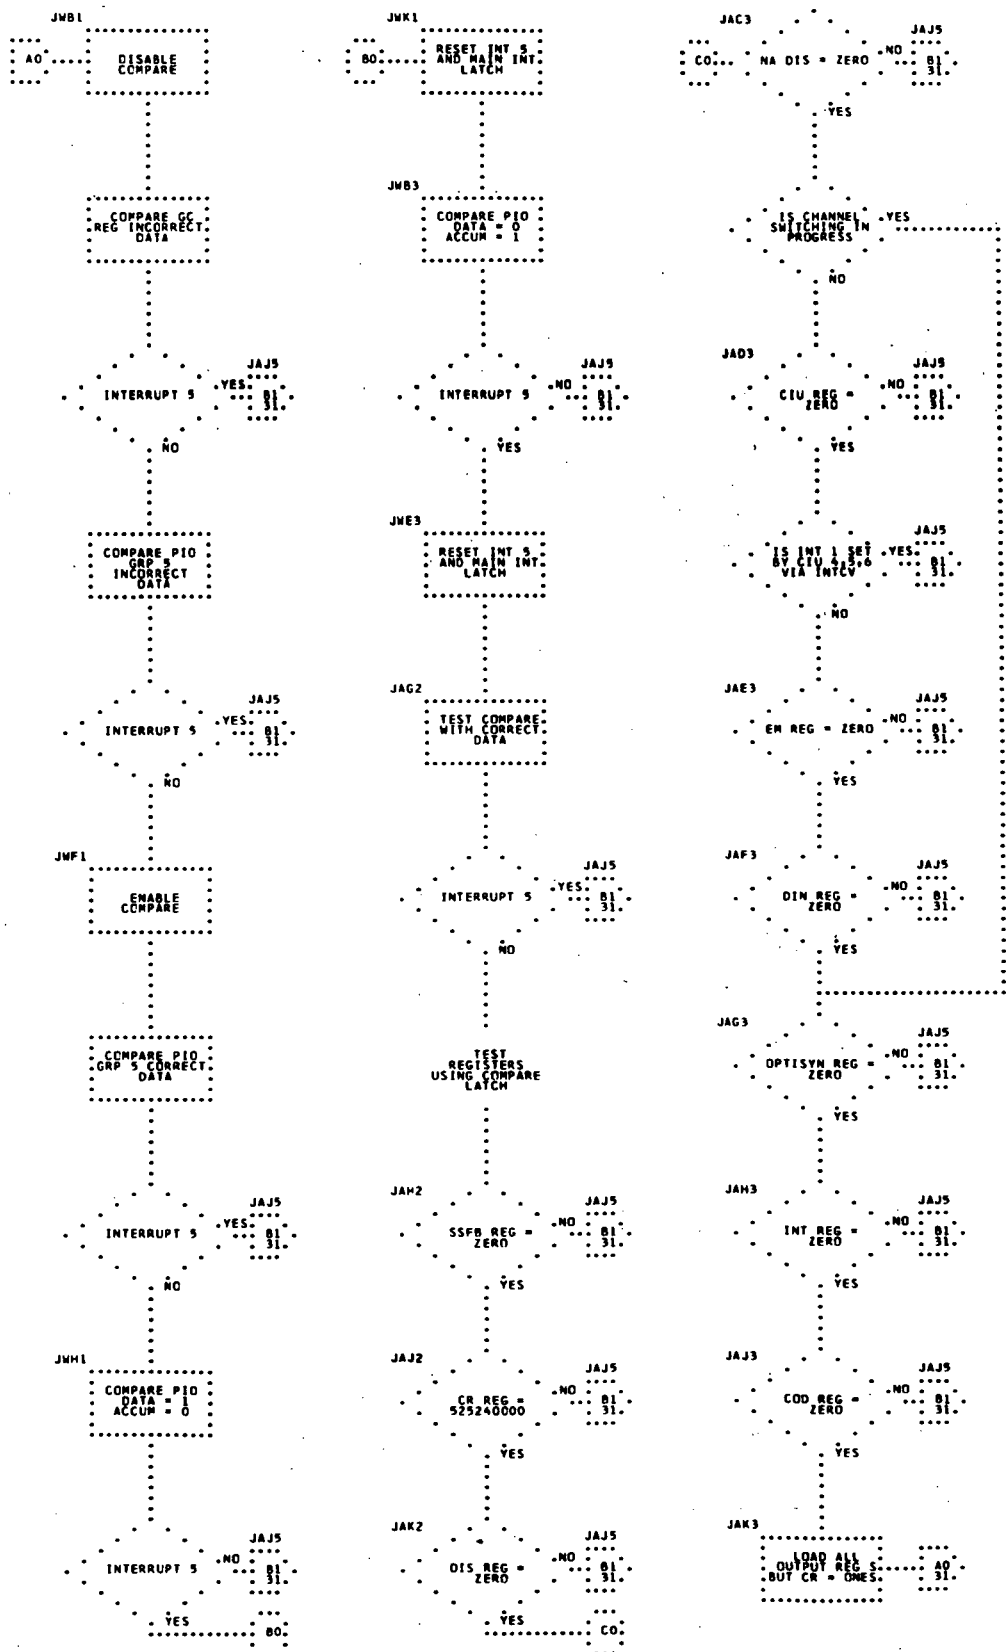 JWB1
A0
DISABLE
COMPARE
COMPARE GC
REG INCORRECT
DATA
INTERRUPT 5
YES
JAJ5
B1
31
NO
COMPARE PIO
GRP 5
INCORRECT
DATA
INTERRUPT 5
YES
JAJ5
B1
31
NO
JWF1
ENABLE
COMPARE
COMPARE PIO
GRP 5 CORRECT
DATA
INTERRUPT 5
YES
JAJ5
B1
31
NO
JWH1
COMPARE PIO
DATA = 1
ACCUM = 0
INTERRUPT 5
NO
JAJ5
B1
31
YES
B0
JWK1
B0
RESET INT 5
AND MAIN INT
LATCH
JWB3
COMPARE PIO
DATA = 0
ACCUM = 1
INTERRUPT 5
NO
JAJ5
B1
31
YES
JWE3
RESET INT 5
AND MAIN INT
LATCH
JAG2
TEST COMPARE
WITH CORRECT
DATA
INTERRUPT 5
YES
JAJ5
B1
31
NO
TEST
REGISTERS
USING COMPARE
LATCH
JAH2
SSFB REG =
ZERO
NO
JAJ5
B1
31
YES
JAJ2
CR REG =
525240000
NO
JAJ5
B1
31
YES
JAK2
DIS REG =
ZERO
NO
JAJ5
B1
31
YES
C0
JAC3
C0
NA DIS = ZERO
NO
JAJ5
B1
31
YES
IS CHANNEL
SWITCHING IN
PROGRESS
YES
NO
JAD3
CIU REG =
ZERO
NO
JAJ5
B1
31
YES
IS INT 1 SET
BY CIU 4,5,6
VIA INTCV
YES
JAJ5
B1
31
NO
JAE3
EM REG = ZERO
NO
JAJ5
B1
31
YES
JAF3
DIN REG =
ZERO
NO
JAJ5
B1
31
YES
JAG3
OPTISYN REG =
ZERO
NO
JAJ5
B1
31
YES
JAH3
INT REG =
ZERO
NO
JAJ5
B1
31
YES
JAJ3
COD REG =
ZERO
NO
JAJ5
B1
31
YES
JAK3
LOAD ALL
OUTPUT REG S
BUT CR = ONES
A0
31